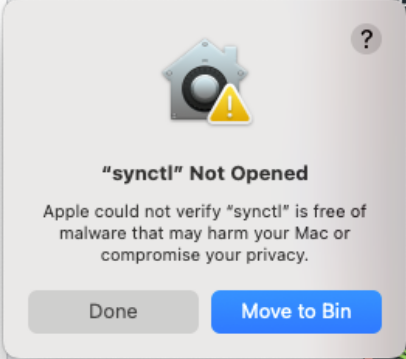 ?
“synctl” Not Opened
Apple could not verify “synctl” is free of
malware that may harm your Mac or
compromise your privacy.
Done
Move to Bin